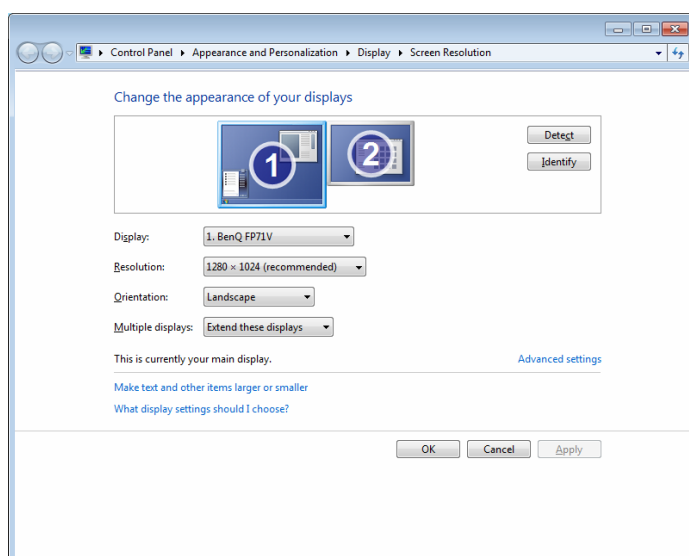 Control Panel Appearance and Personalization Display Screen Resolution
Change the appearance of your displays
1 2
Detect
Identify
Display: 1. BenQ FP71V
Resolution: 1280 × 1024 (recommended)
Orientation: Landscape
Multiple displays: Extend these displays
This is currently your main display. Advanced settings
Make text and other items larger or smaller
What display settings should I choose?
OK Cancel Apply